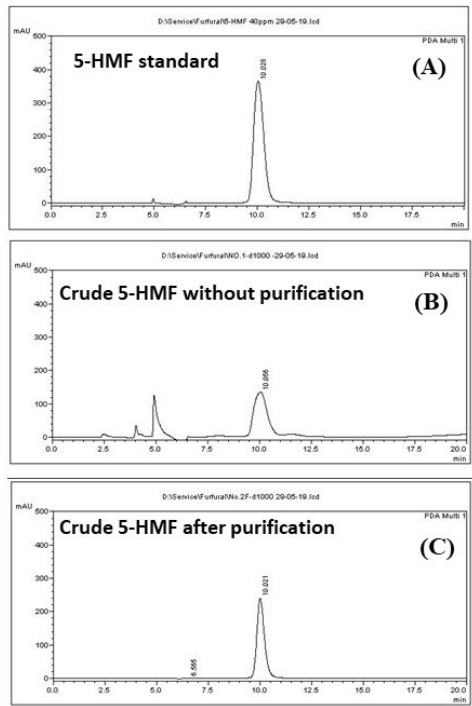 D:\Service\Furfural\5-HMF 40ppm 29-05-19.lcd
mAU
PDA Multi 1
500
5-HMF standard
(A)
10.028
400
300
200
100
0
0.0 2.5 5.0 7.5 10.0 12.5 15.0 17.5
min
D:\Service\Furfural\NO.1-d1000 -29-05-19.lcd
mAU
PDA Multi 1
500
Crude 5-HMF without purification
(B)
400
300
200
10.056
100
0
0.0 2.5 5.0 7.5 10.0 12.5 15.0 17.5 20.0
min
D:\Service\Furfural\No.2F-d1000 29-05-19.lcd
mAU
PDA Multi 1
500
Crude 5-HMF after purification
(C)
400
300
10.021
200
100
6.565
0
0.0 2.5 5.0 7.5 10.0 12.5 15.0 17.5 20.0
min